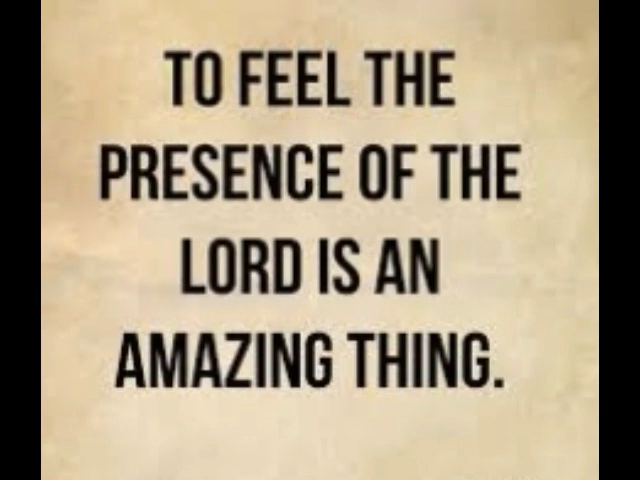 TO FEEL THE
PRESENCE OF THE
LORD IS AN
AMAZING THING.